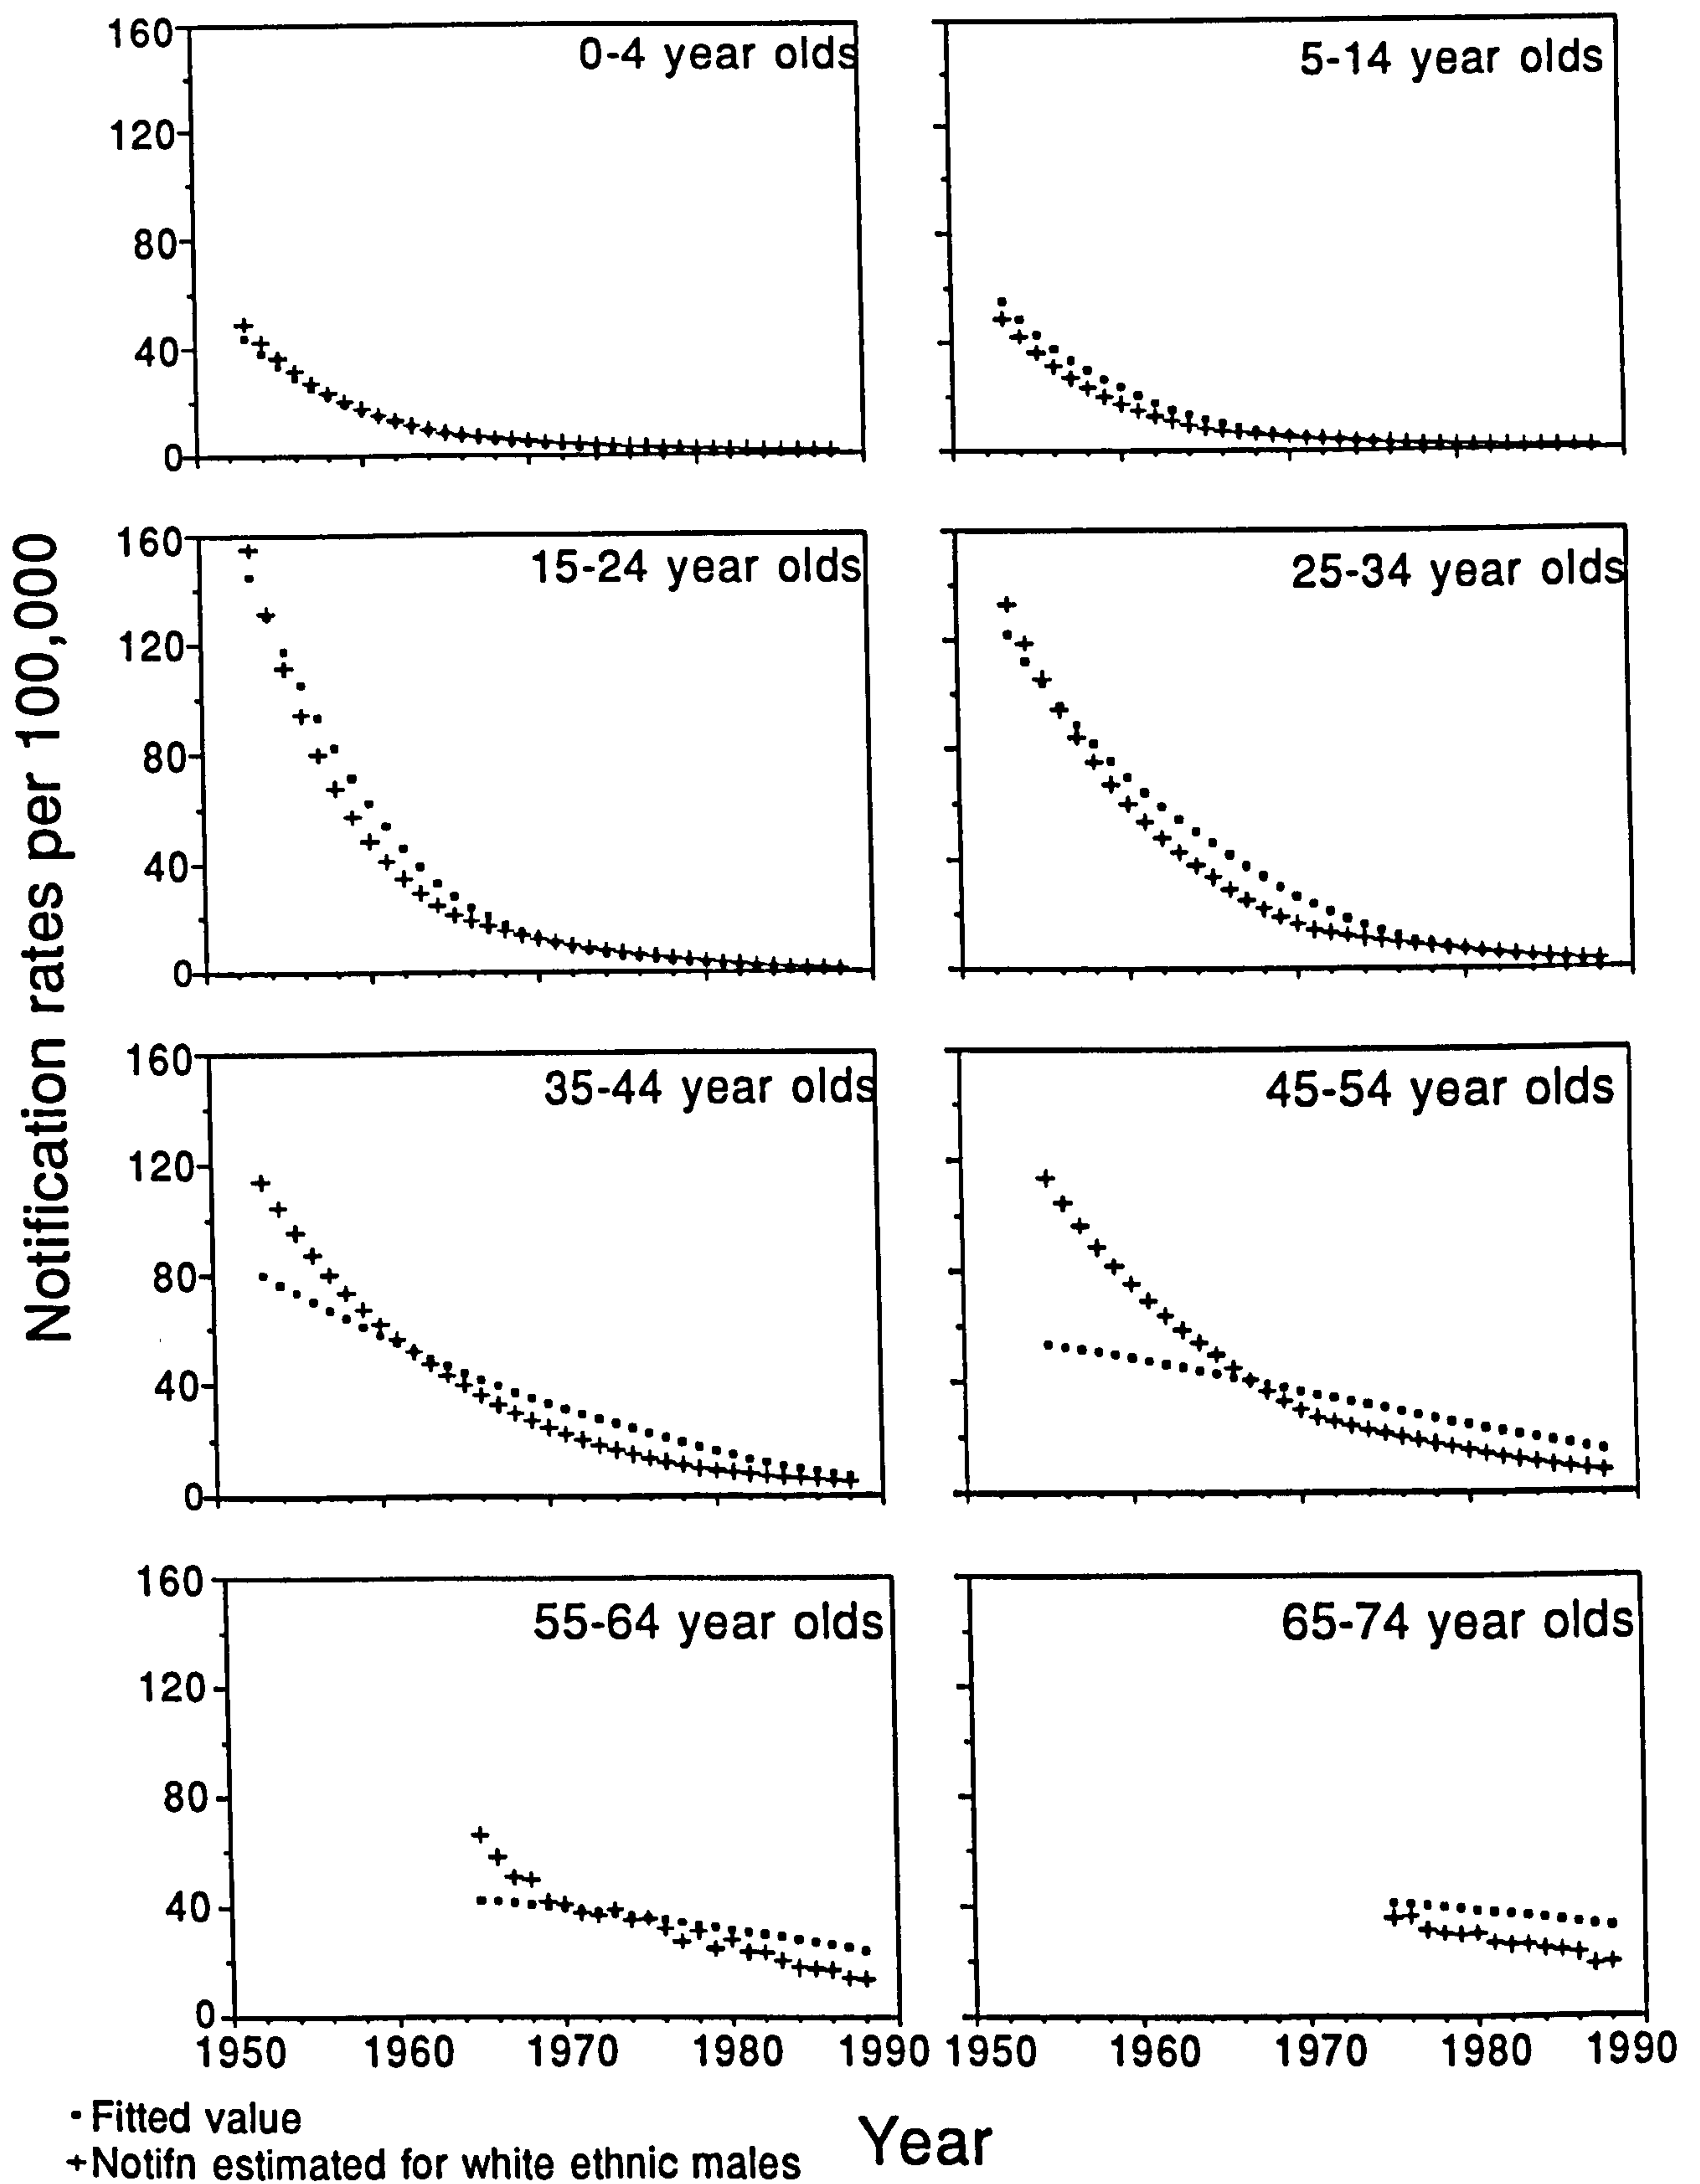 Notification rates per 100,000
160
120
80
40
0
0-4 year olds
5-14 year olds
160
120
80
40
0
15-24 year olds
25-34 year olds
160
120
80
40
0
35-44 year olds
45-54 year olds
160
120
80
40
0
55-64 year olds
65-74 year olds
1950 1960 1970 1980 1990 1950 1960 1970 1980 1990
Fitted value
+Notifn estimated for white ethnic males
Year